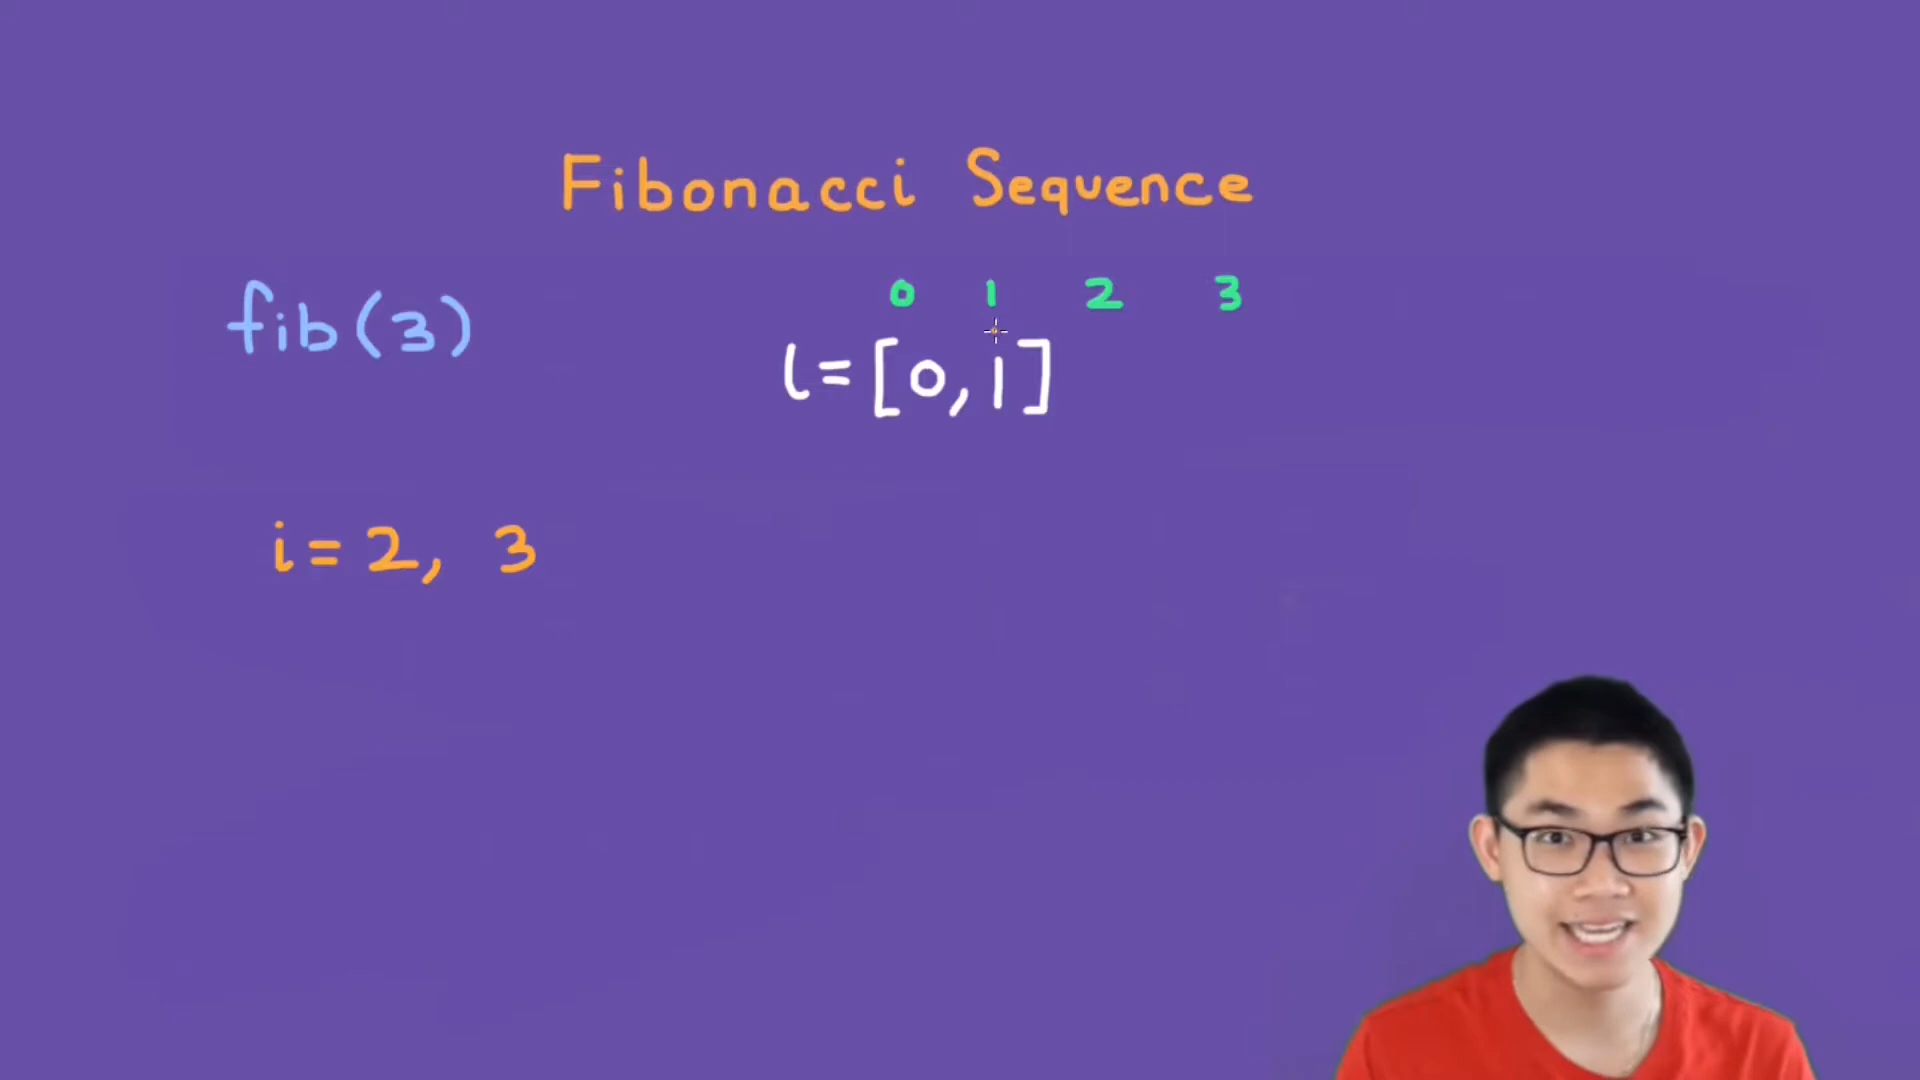 Fibonacci Sequence
fib(3)
0 1 2 3
l=[0,1]
i=2, 3